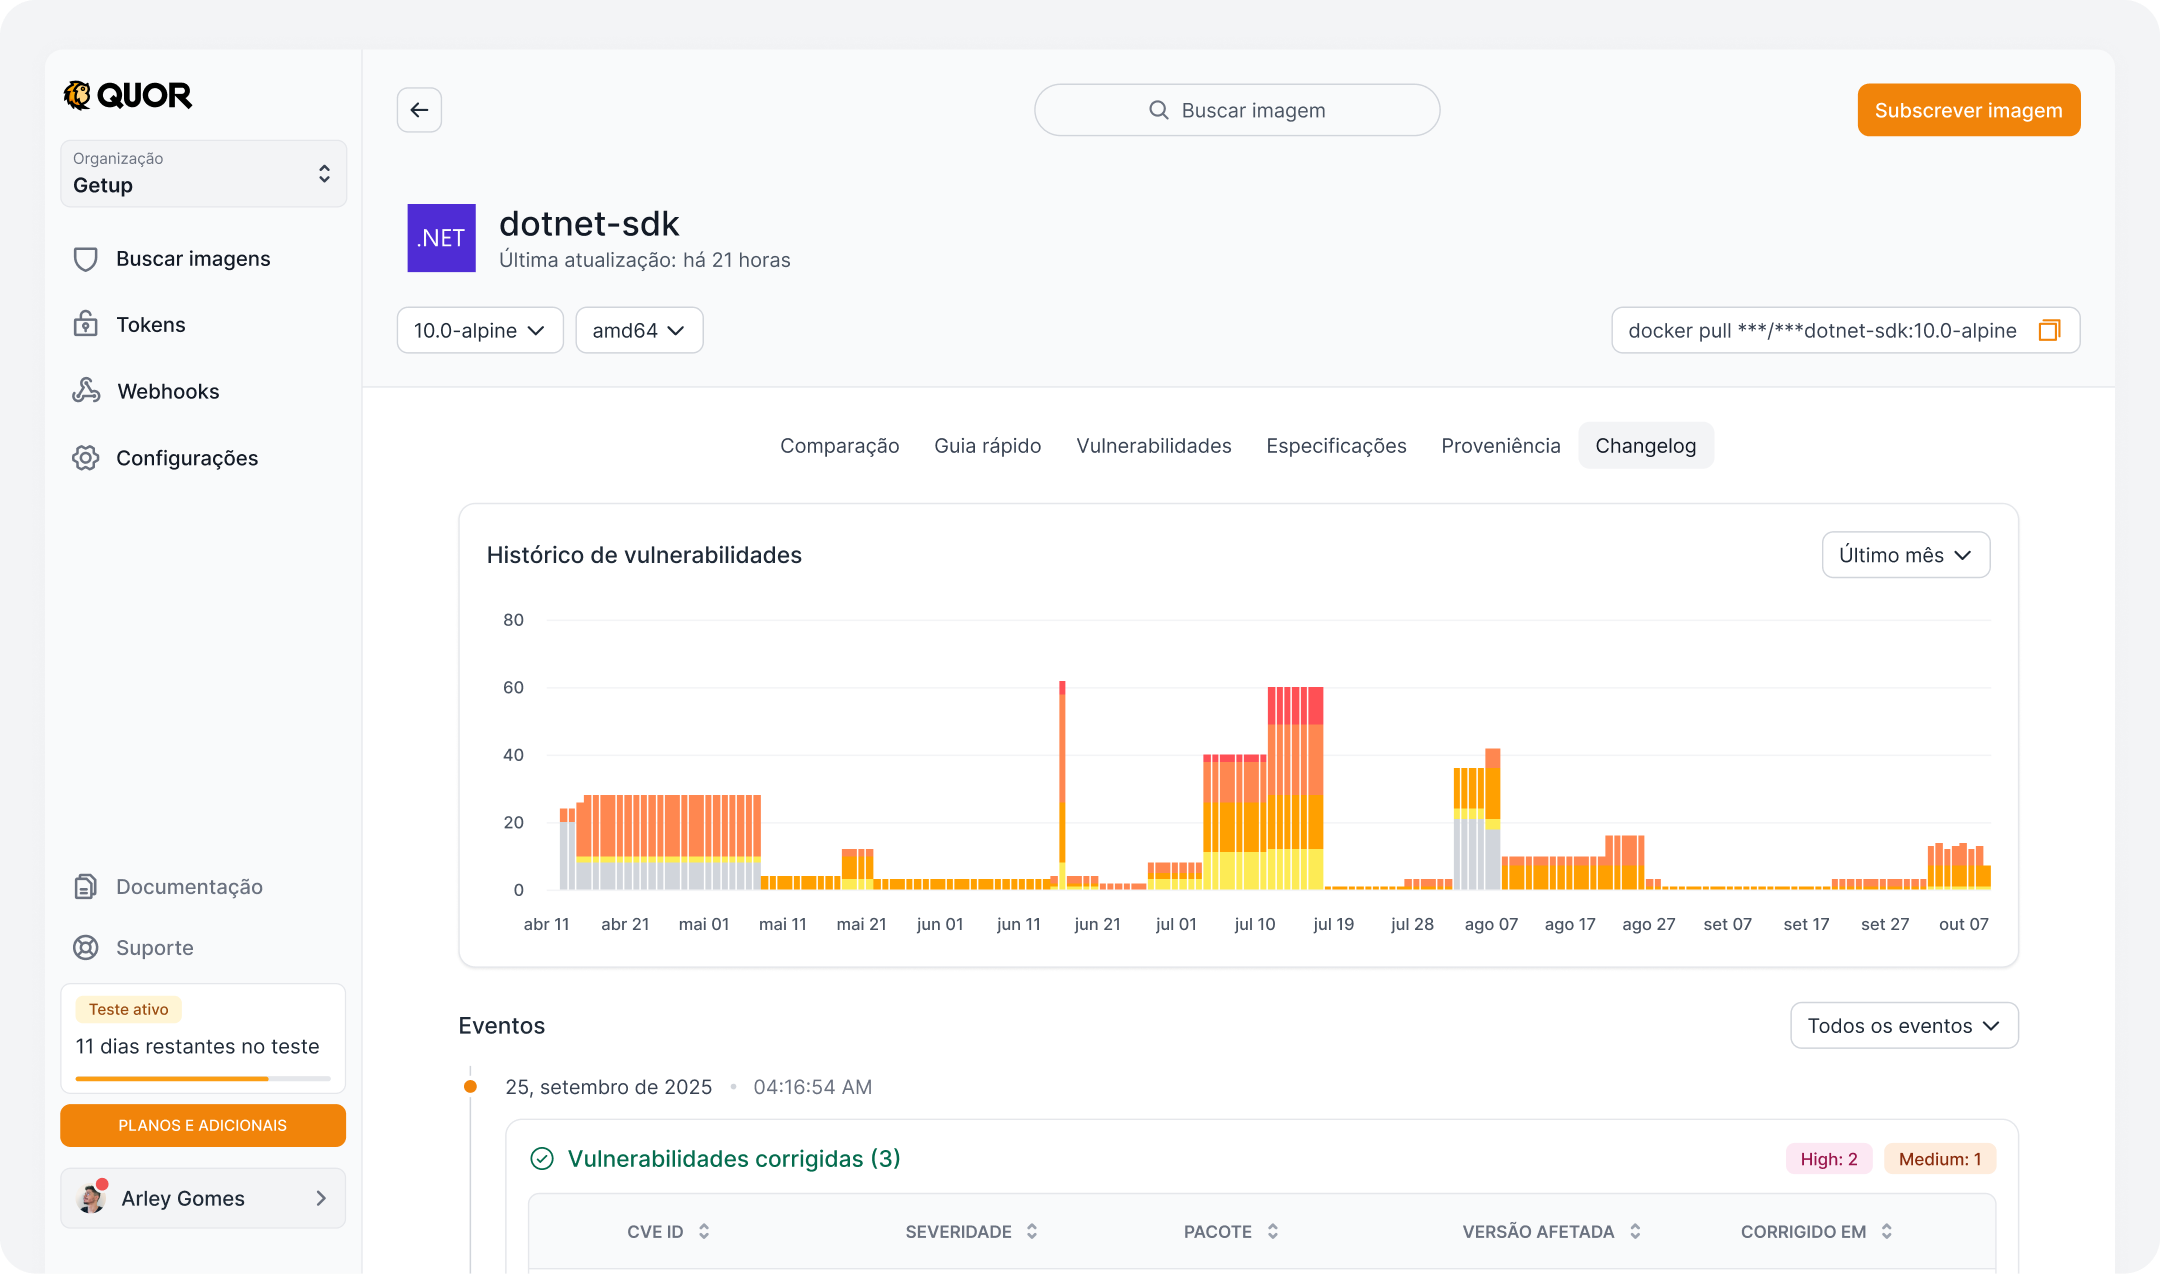 QUOR
Organização
Getup
Buscar imagens
Tokens
Webhooks
Configurações
Documentação
Suporte
Teste ativo
11 dias restantes no teste
PLANOS E ADICIONAIS
Arley Gomes
Buscar imagem
Subscrever imagem
.NET
dotnet-sdk
Última atualização: há 21 horas
10.0-alpine
amd64
docker pull ***/***dotnet-sdk:10.0-alpine
Comparação
Guia rápido
Vulnerabilidades
Especificações
Proveniência
Changelog
Histórico de vulnerabilidades
Último mês
80
60
40
20
0
abr 11 abr 21 mai 01 mai 11 mai 21 jun 01 jun 11 jun 21 jul 01 jul 10 jul 19 jul 28 ago 07 ago 17 ago 27 set 07 set 17 set 27 out 07
Eventos
Todos os eventos
25, setembro de 2025 • 04:16:54 AM
Vulnerabilidades corrigidas (3)
High: 2
Medium: 1
CVE ID SEVERIDADE PACOTE VERSÃO AFETADA CORRIGIDO EM